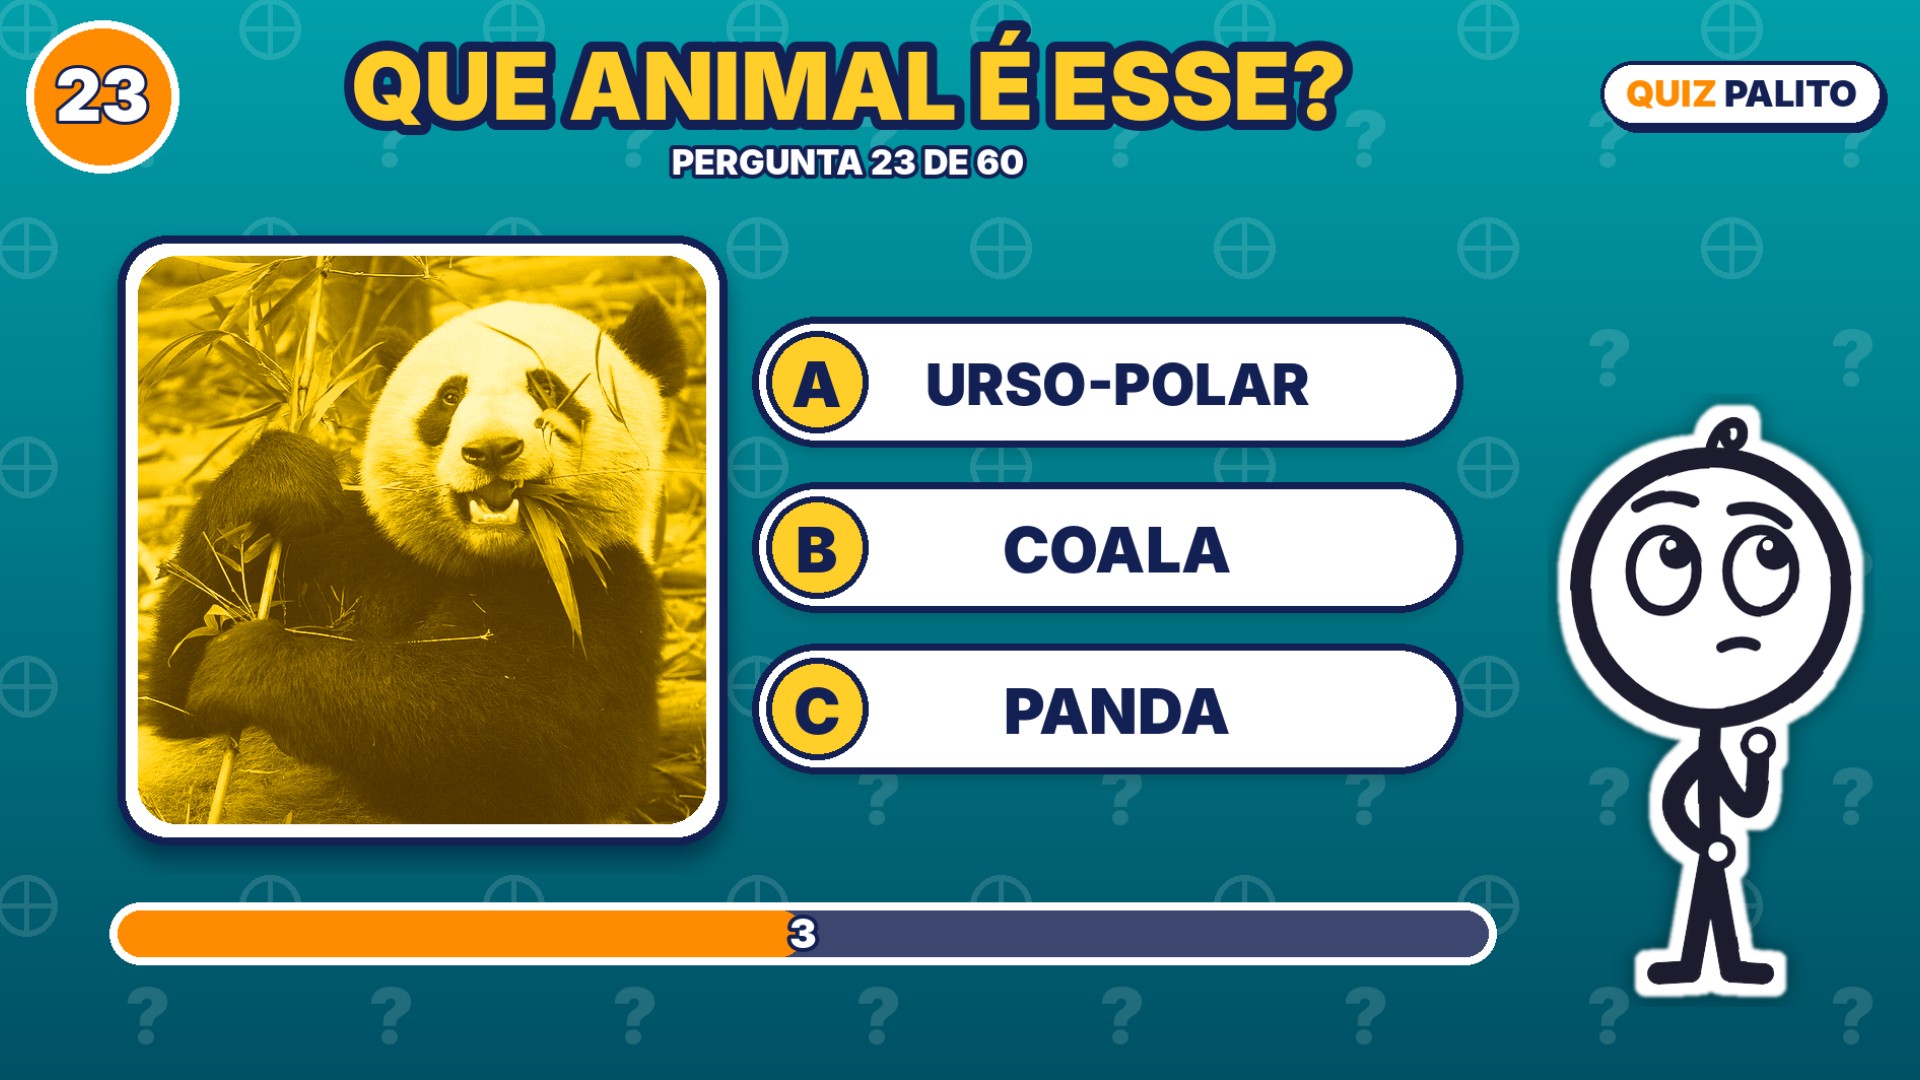 23
QUE ANIMAL É ESSE?
PERGUNTA 23 DE 60
QUIZ PALITO
A URSO-POLAR
B COALA
C PANDA
3